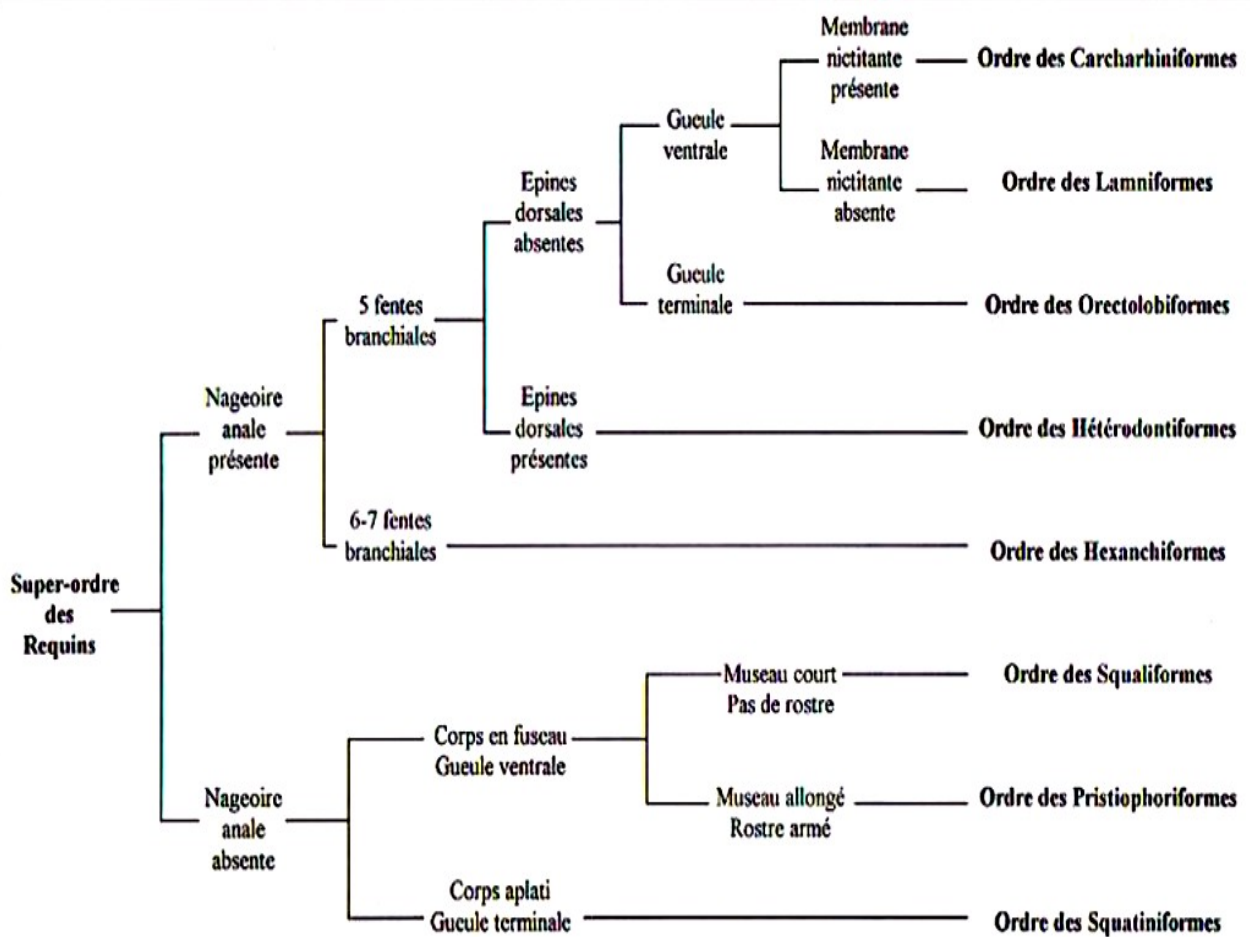 Membrane
nictitante
présente
Ordre des Carcharhiniformes
Gueule
ventrale
Membrane
nictitante
absente
Ordre des Lamniformes
Epines
dorsales
absentes
Gueule
terminale
Ordre des Orectolobiformes
5 fentes
branchiales
Nageoire
anale
présente
Epines
dorsales
présentes
Ordre des Hétérodontiformes
6-7 fentes
branchiales
Ordre des Hexanchiformes
Super-ordre
des
Requins
Museau court
Pas de rostre
Ordre des Squaliformes
Corps en fuseau
Gueule ventrale
Nageoire
anale
absente
Museau allongé
Rostre armé
Ordre des Pristiophoriformes
Corps aplati
Gueule terminale
Ordre des Squatiniformes